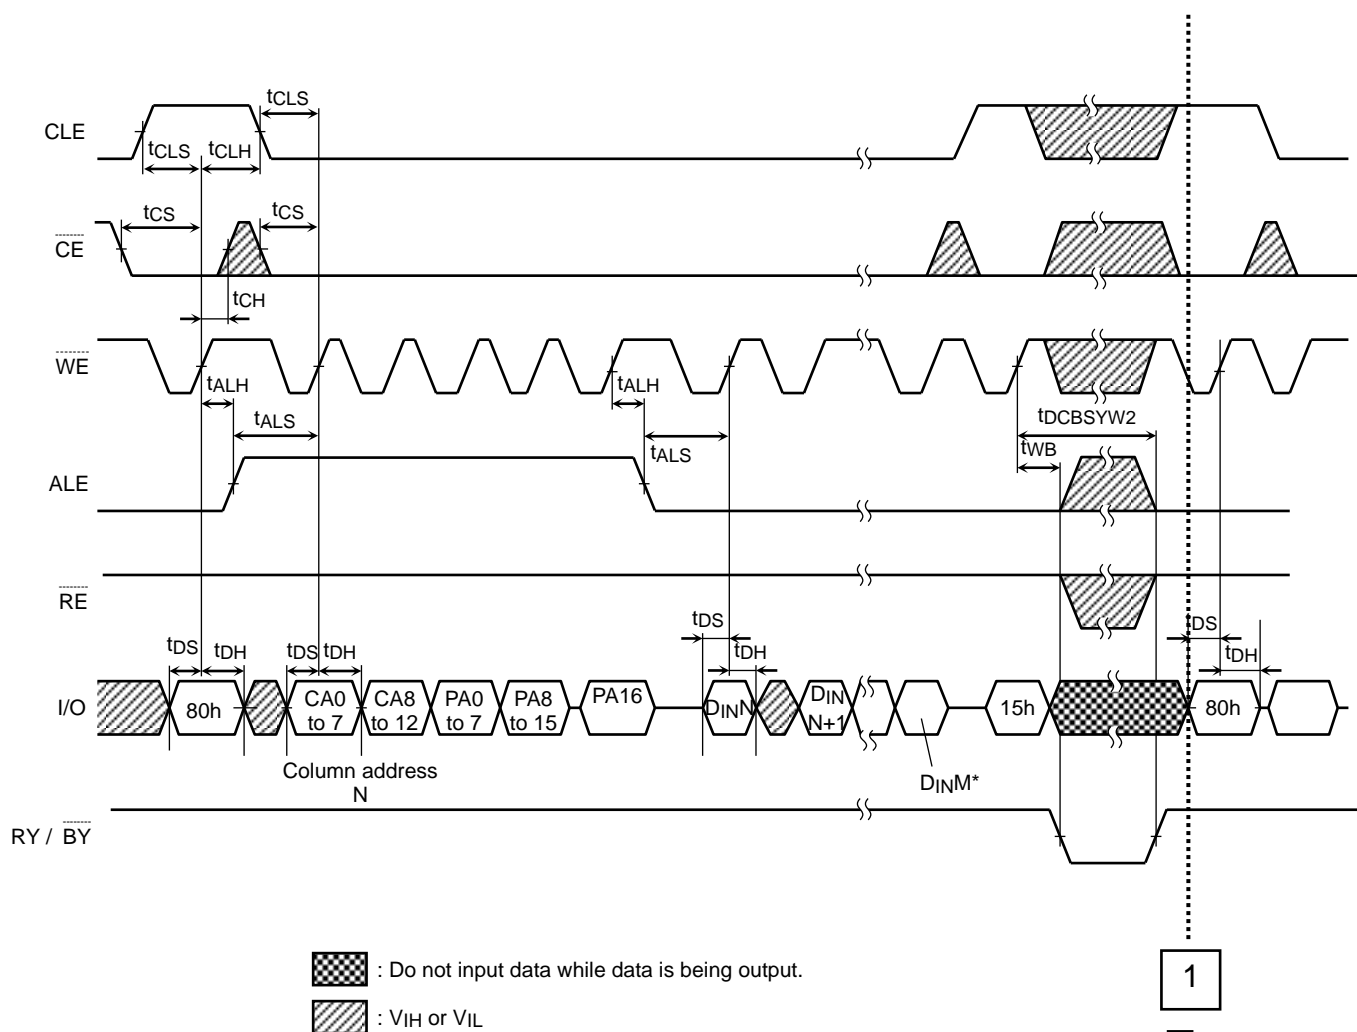 tCLS
CLE
tCLS tCLH
tCS tCS
CE
tCH
WE
tALH tALH
tDCBSYW2
tALS tALS tWB
ALE
RE
tDS tDS
tDS tDH tDS tDH tDH tDH
I/O 80h CA0 to 7 CA8 to 12 PA0 to 7 PA8 to 15 PA16 DINN DIN N+1 15h 80h
Column address
N
DINM*
RY / BY
: Do not input data while data is being output.
1
: VIH or VIL